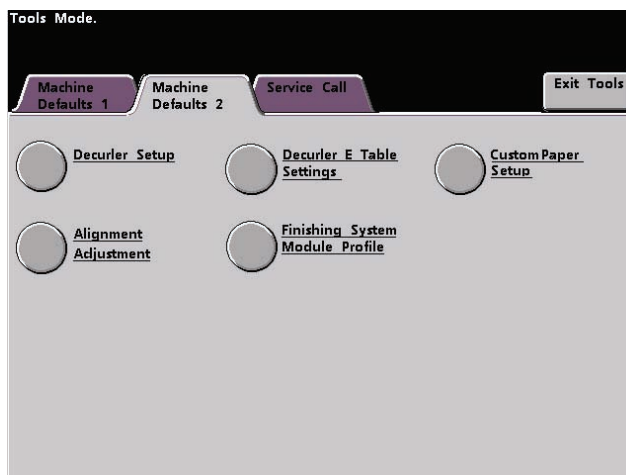 Tools Mode.
Machine
Defaults 1
Machine
Defaults 2
Service Call
Exit Tools
Decurler Setup
Decurler E Table
Settings
Custom Paper
Setup
Alignment
Adjustment
Finishing System
Module Profile